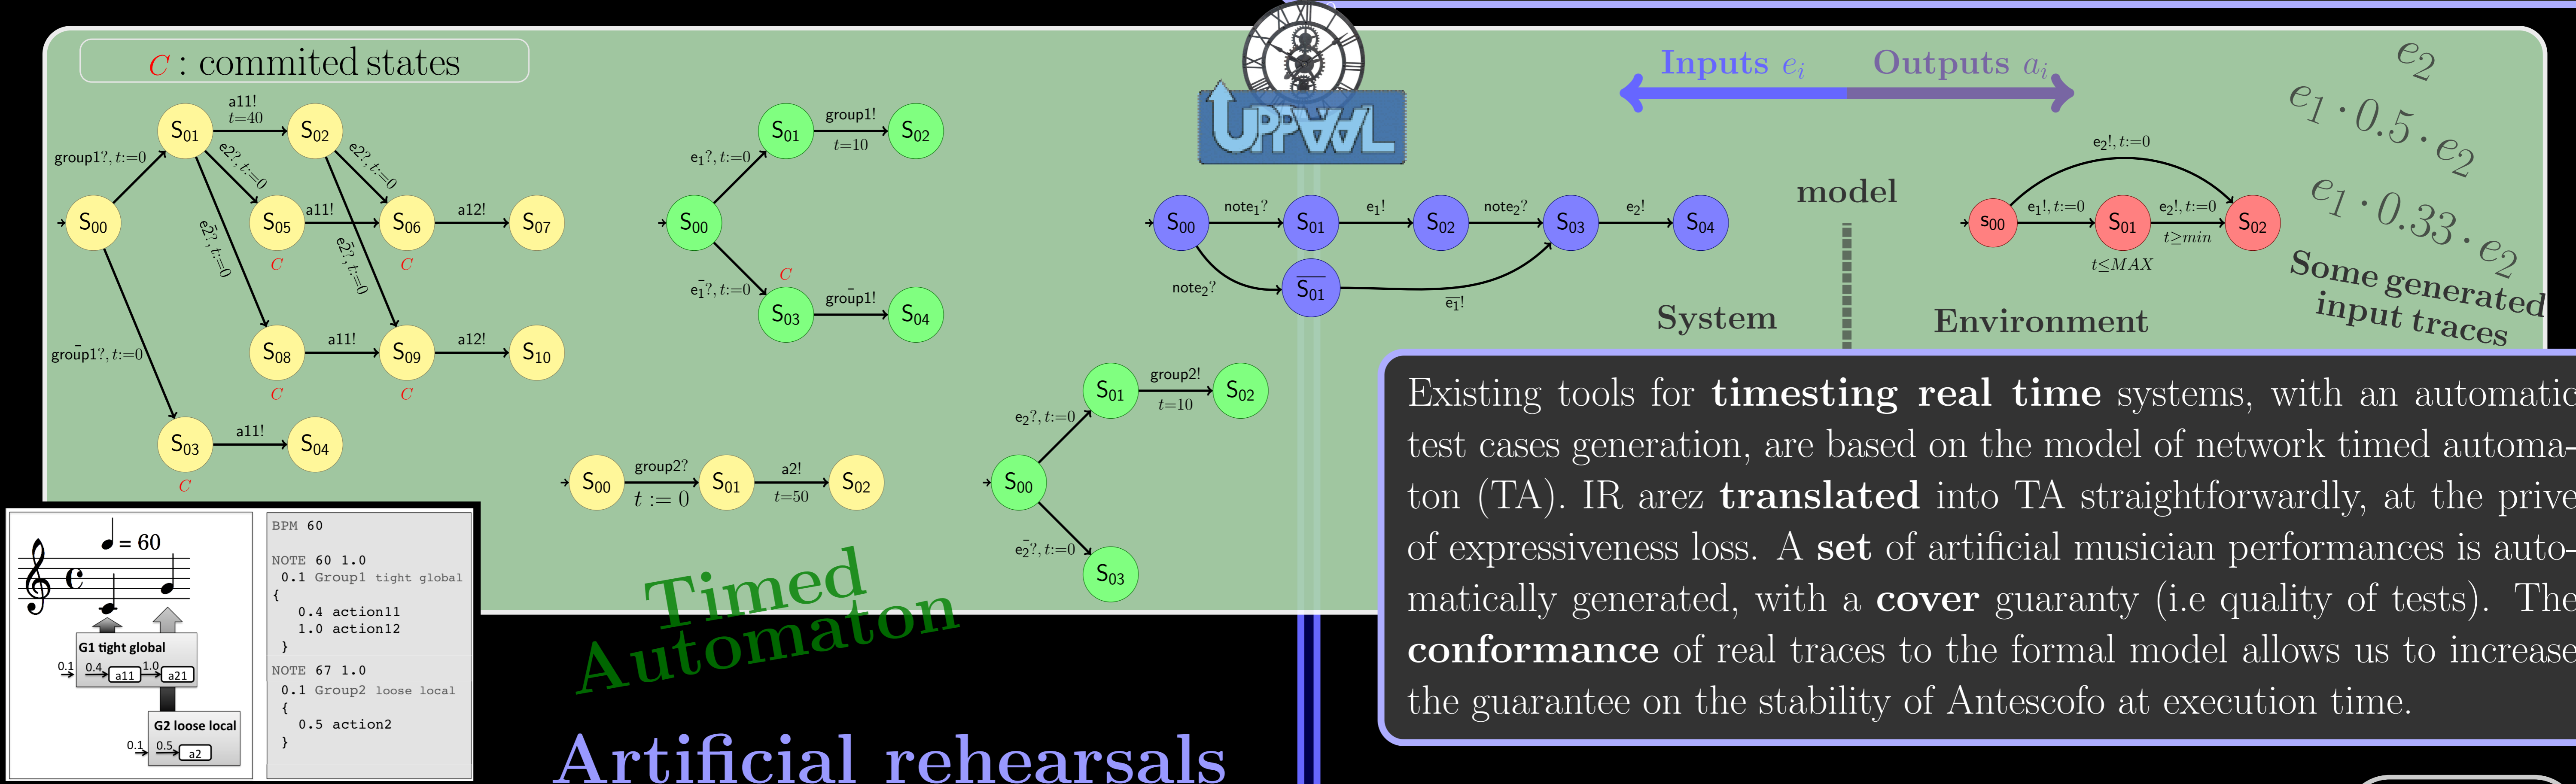 C : commited states
group1?, t:=0
a11!
t=40
e2?, t:=0
e2?, t:=0
e2̄?, t:=0
e2̄?, t:=0
a11!
a12!
a11!
a12!
group1̄?, t:=0
a11!
S00
S01
S02
S05
S06
S07
S08
S09
S10
S03
S04
C
C
C
C
C
e₁?, t:=0
group1!
t=10
e₁̄?, t:=0
C
group1̄!
S00
S01
S02
S03
S04
group2?
t := 0
a2!
t=50
S00
S01
S02
e₂?, t:=0
group2!
t=10
e₂̄?, t:=0
S00
S01
S02
S03
UPPAAL
note₁?
e₁!
note₂?
e₂!
note₂?
e₁̅!
S00
S01
S02
S03
S04
S̅0̅1̅
Inputs eᵢ
Outputs aᵢ
model
System
Environment
e₂!, t:=0
e₁!, t:=0
e₂!, t:=0
t≥min
t≤MAX
s00
S01
S02
e₂
e₁ · 0.5 · e₂
e₁ · 0.33 · e₂
Some generated
input traces
Existing tools for timesting real time systems, with an automatic
test cases generation, are based on the model of network timed automa-
ton (TA). IR arez translated into TA straightforwardly, at the prive
of expressiveness loss. A set of artificial musician performances is auto-
matically generated, with a cover guaranty (i.e quality of tests). The
conformance of real traces to the formal model allows us to increase
the guarantee on the stability of Antescofo at execution time.
= 60
G1 tight global
0.1 0.4 a11 1.0 a21
G2 loose local
0.1 0.5 a2
BPM 60
NOTE 60 1.0
0.1 Group1 tight global
{
0.4 action11
1.0 action12
}
NOTE 67 1.0
0.1 Group2 loose local
{
0.5 action2
}
Timed
Automaton
Artificial rehearsals